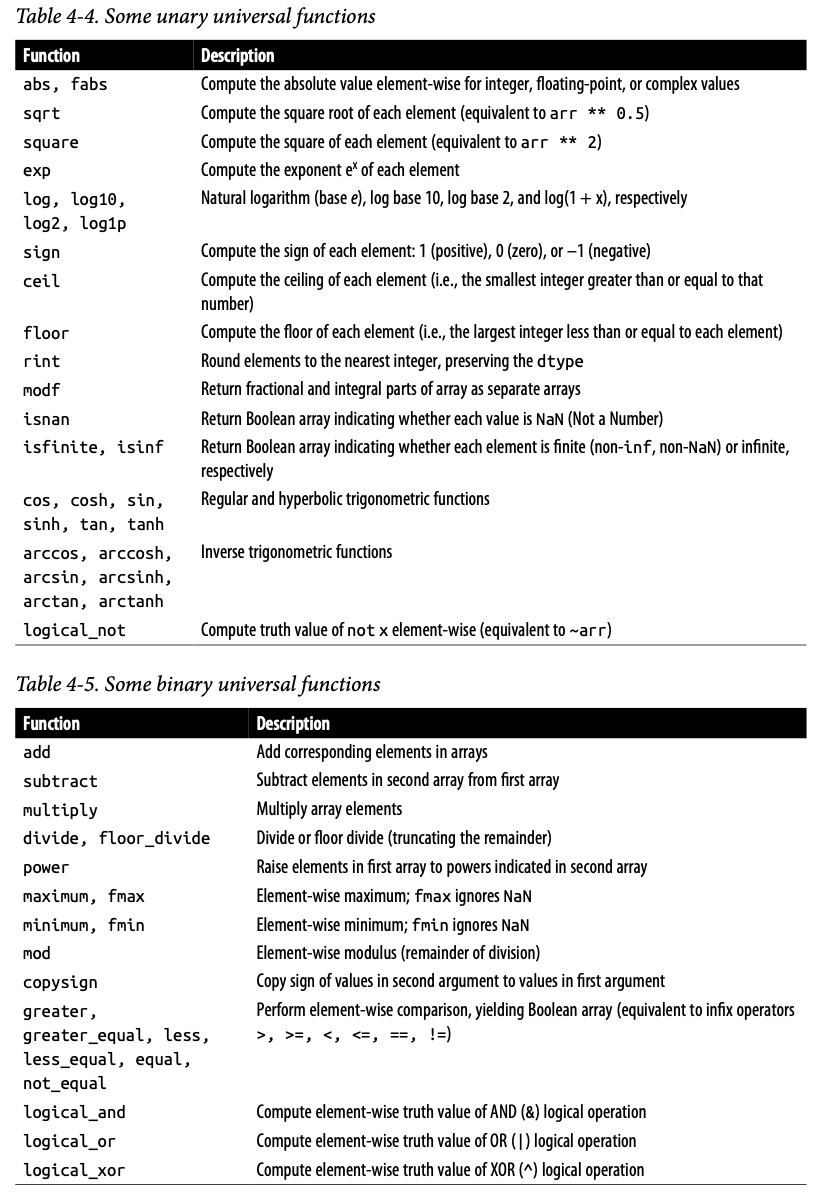 Table 4-4. Some unary universal functions
Function Description
abs, fabs Compute the absolute value element-wise for integer, floating-point, or complex values
sqrt Compute the square root of each element (equivalent to arr ** 0.5)
square Compute the square of each element (equivalent to arr ** 2)
exp Compute the exponent eˣ of each element
log, log10, Natural logarithm (base e), log base 10, log base 2, and log(1 + x), respectively
log2, log1p
sign Compute the sign of each element: 1 (positive), 0 (zero), or −1 (negative)
ceil Compute the ceiling of each element (i.e., the smallest integer greater than or equal to that
number)
floor Compute the floor of each element (i.e., the largest integer less than or equal to each element)
rint Round elements to the nearest integer, preserving the dtype
modf Return fractional and integral parts of array as separate arrays
isnan Return Boolean array indicating whether each value is NaN (Not a Number)
isfinite, isinf Return Boolean array indicating whether each element is finite (non-inf, non-NaN) or infinite,
respectively
cos, cosh, sin, Regular and hyperbolic trigonometric functions
sinh, tan, tanh
arccos, arccosh, Inverse trigonometric functions
arcsin, arcsinh,
arctan, arctanh
logical_not Compute truth value of not x element-wise (equivalent to ~arr)
Table 4-5. Some binary universal functions
Function Description
add Add corresponding elements in arrays
subtract Subtract elements in second array from first array
multiply Multiply array elements
divide, floor_divide Divide or floor divide (truncating the remainder)
power Raise elements in first array to powers indicated in second array
maximum, fmax Element-wise maximum; fmax ignores NaN
minimum, fmin Element-wise minimum; fmin ignores NaN
mod Element-wise modulus (remainder of division)
copysign Copy sign of values in second argument to values in first argument
greater, Perform element-wise comparison, yielding Boolean array (equivalent to infix operators
greater_equal, less, >, >=, <, <=, ==, !=)
less_equal, equal,
not_equal
logical_and Compute element-wise truth value of AND (&) logical operation
logical_or Compute element-wise truth value of OR (|) logical operation
logical_xor Compute element-wise truth value of XOR (^) logical operation